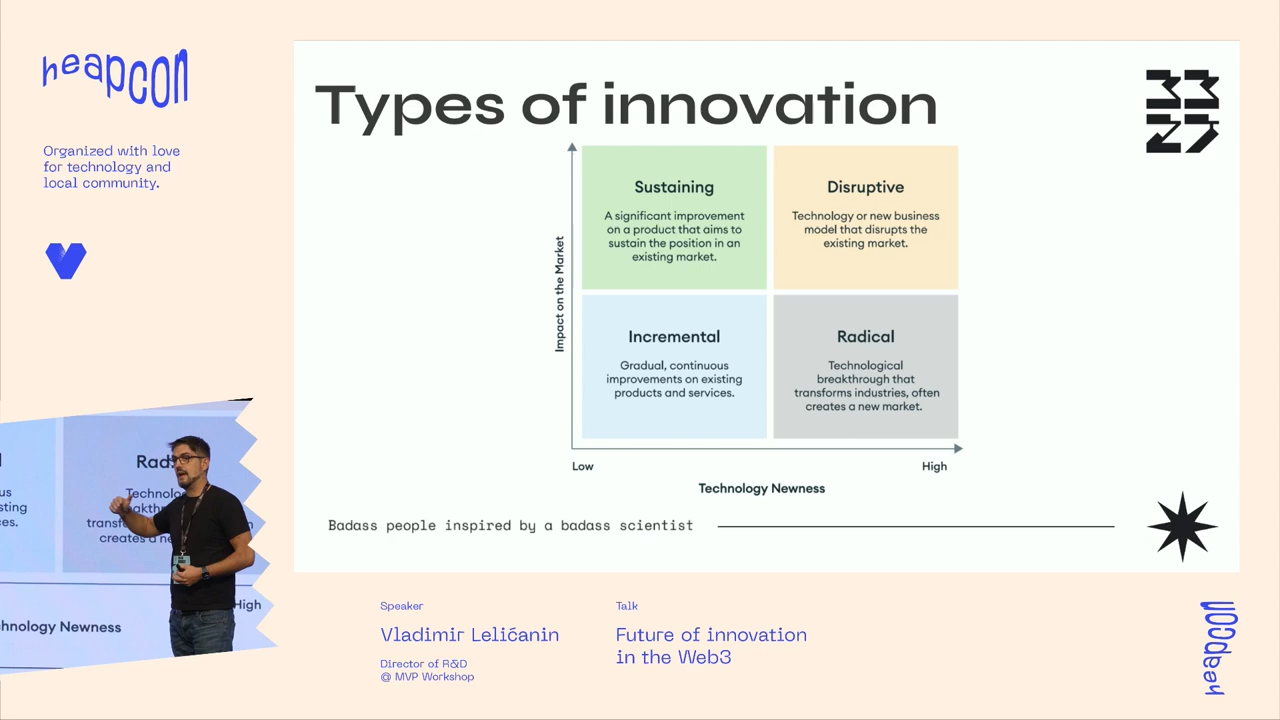 heapcon
Organized with love
for technology and
local community.
Types of innovation
33
27
Impact on the Market
Sustaining
A significant improvement
on a product that aims to
sustain the position in an
existing market.
Disruptive
Technology or new business
model that disrupts the
existing market.
Incremental
Gradual, continuous
improvements on existing
products and services.
Radical
Technological
breakthrough that
transforms industries, often
creates a new market.
Low
High
Technology Newness
Badass people inspired by a badass scientist
Speaker
Vladimir Leličanin
Director of R&D
@ MVP Workshop
Talk
Future of innovation
in the Web3
heapcon
High